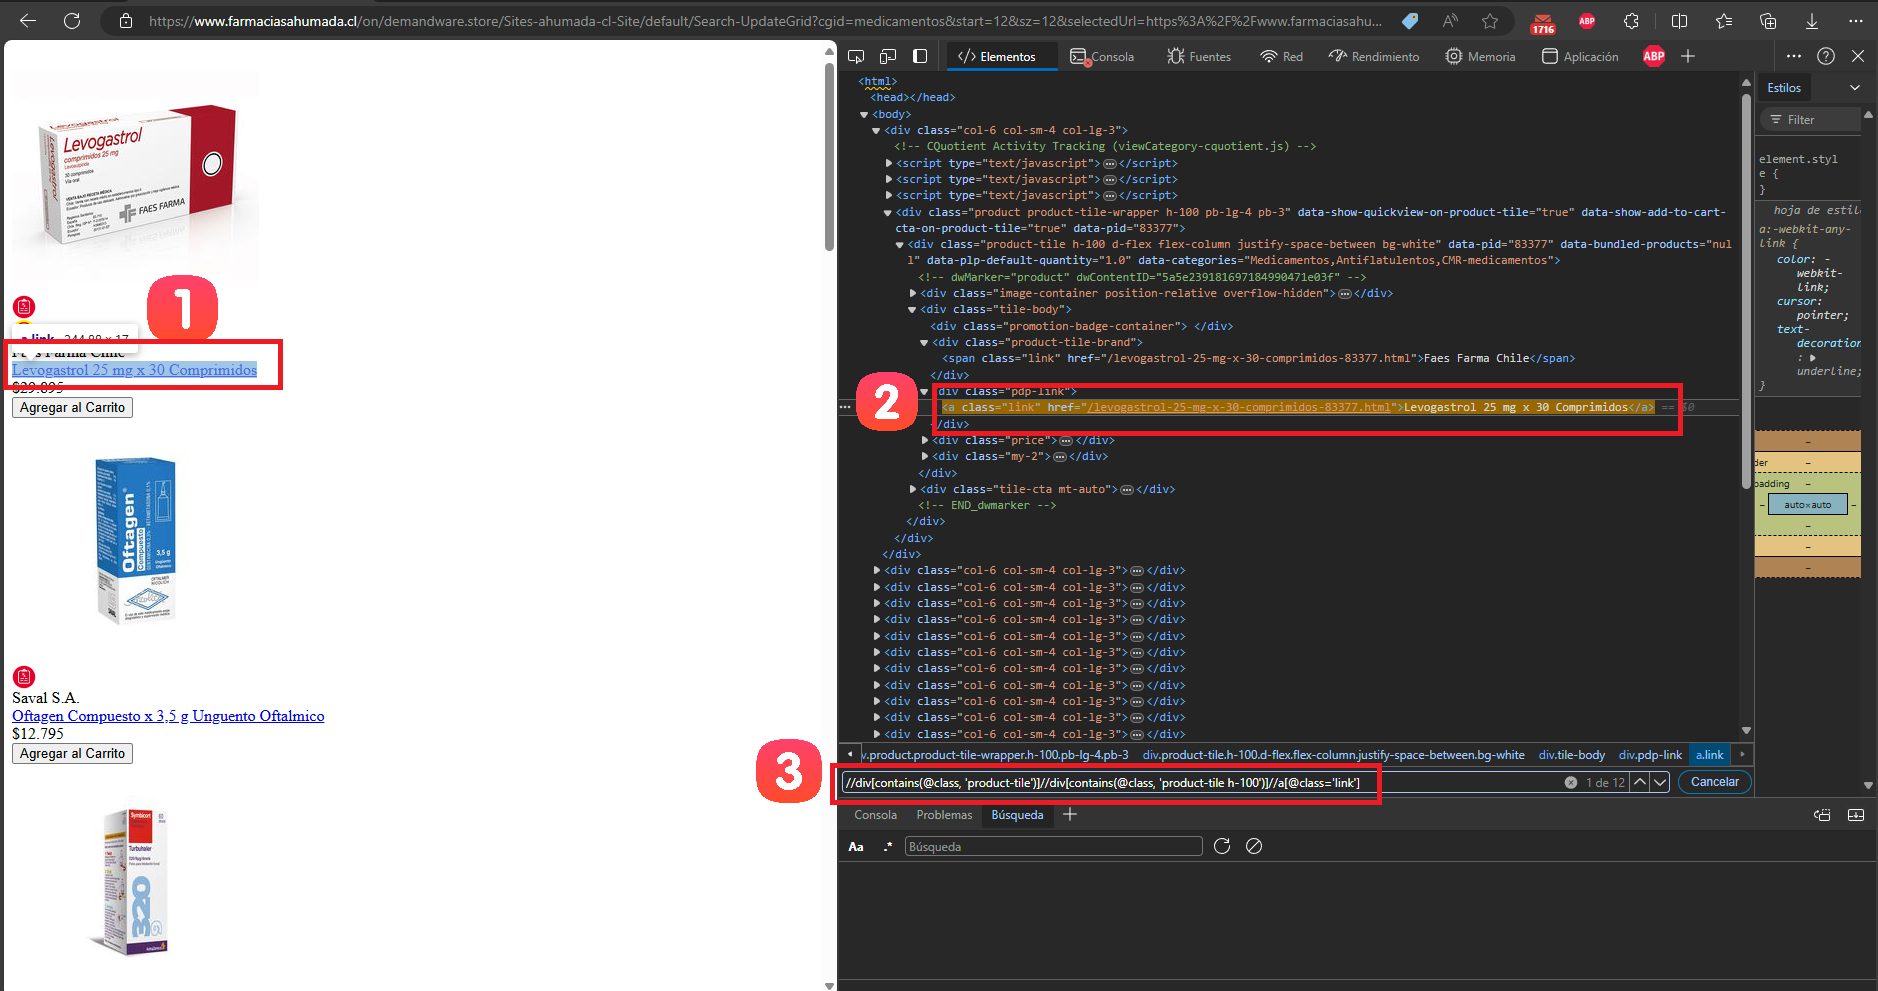 https://www.farmaciasahumada.cl/on/demandware.store/Sites-ahumada-cl-Site/default/Search-UpdateGrid?cgid=medicamentos&start=12&sz=12&selectedUrl=https%3A%2F%2Fwww.farmaciasahu...
1716
ABP
Levogastrol
comprimidos 25 mg
30 comprimidos
Vía oral
FAES FARMA
1
a.link 244.88 x 17
Faes Farma Chile
Levogastrol 25 mg x 30 Comprimidos
$29.895
Agregar al Carrito
Oftagen
Compuesto
3,5 g
Saval S.A.
Oftagen Compuesto x 3,5 g Unguento Oftalmico
$12.795
Agregar al Carrito
Symbicort
Turbuhaler
320
Elementos
Consola
Fuentes
Red
Rendimiento
Memoria
Aplicación
ABP
<html>
<head></head>
<body>
<div class="col-6 col-sm-4 col-lg-3">
<!-- CQuotient Activity Tracking (viewCategory-cquotient.js) -->
<script type="text/javascript">…</script>
<script type="text/javascript">…</script>
<script type="text/javascript">…</script>
<div class="product product-tile-wrapper h-100 pb-lg-4 pb-3" data-show-quickview-on-product-tile="true" data-show-add-to-cart-
cta-on-product-tile="true" data-pid="83377">
<div class="product-tile h-100 d-flex flex-column justify-space-between bg-white" data-pid="83377" data-bundled-products="nul
l" data-plp-default-quantity="1.0" data-categories="Medicamentos,Antiflatulentos,CMR-medicamentos">
<!-- dwMarker="product" dwContentID="5a5e239181697184990471e03f" -->
<div class="image-container position-relative overflow-hidden">…</div>
<div class="tile-body">
<div class="promotion-badge-container"> </div>
<div class="product-tile-brand">
<span class="link" href="/levogastrol-25-mg-x-30-comprimidos-83377.html">Faes Farma Chile</span>
</div>
2
div class="pdp-link">
<a class="link" href="/levogastrol-25-mg-x-30-comprimidos-83377.html">Levogastrol 25 mg x 30 Comprimidos</a> == $0
/div>
<div class="price">…</div>
<div class="my-2">…</div>
</div>
<div class="tile-cta mt-auto">…</div>
<!-- END_dwmarker -->
</div>
</div>
</div>
<div class="col-6 col-sm-4 col-lg-3">…</div>
<div class="col-6 col-sm-4 col-lg-3">…</div>
<div class="col-6 col-sm-4 col-lg-3">…</div>
<div class="col-6 col-sm-4 col-lg-3">…</div>
<div class="col-6 col-sm-4 col-lg-3">…</div>
<div class="col-6 col-sm-4 col-lg-3">…</div>
<div class="col-6 col-sm-4 col-lg-3">…</div>
<div class="col-6 col-sm-4 col-lg-3">…</div>
<div class="col-6 col-sm-4 col-lg-3">…</div>
<div class="col-6 col-sm-4 col-lg-3">…</div>
<div class="col-6 col-sm-4 col-lg-3">…</div>
v.product.product-tile-wrapper.h-100.pb-lg-4.pb-3 div.product-tile.h-100.d-flex.flex-column.justify-space-between.bg-white div.tile-body div.pdp-link a.link
3
//div[contains(@class, 'product-tile')]//div[contains(@class, 'product-tile h-100')]//a[@class='link']
1 de 12
Cancelar
Consola
Problemas
Búsqueda
Aa .* Búsqueda
Estilos
Filter
element.styl
e {
}
hoja de estil
a:-webkit-any-
link {
color: -
webkit-
link;
cursor:
pointer;
text-
decoration
:
underline;
}
–
der –
padding –
– auto×auto –
–
–
–